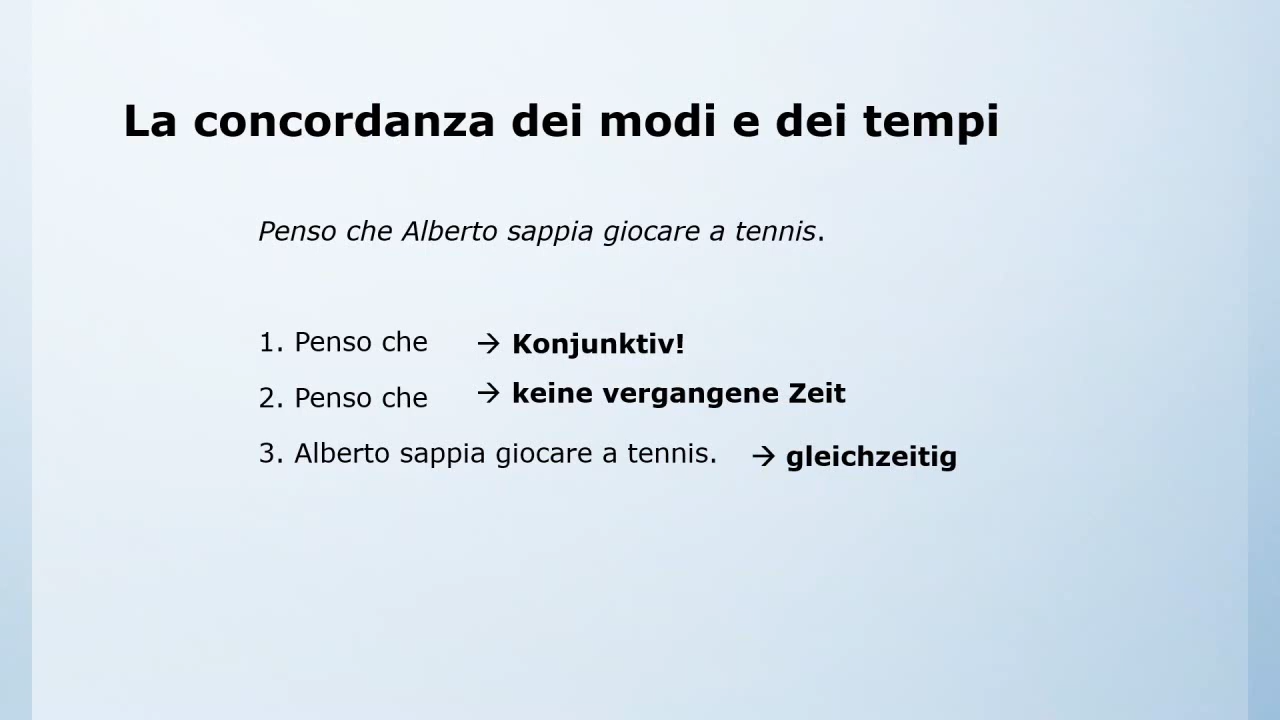 La concordanza dei modi e dei tempi
Penso che Alberto sappia giocare a tennis.
1. Penso che → Konjunktiv!
2. Penso che → keine vergangene Zeit
3. Alberto sappia giocare a tennis. → gleichzeitig